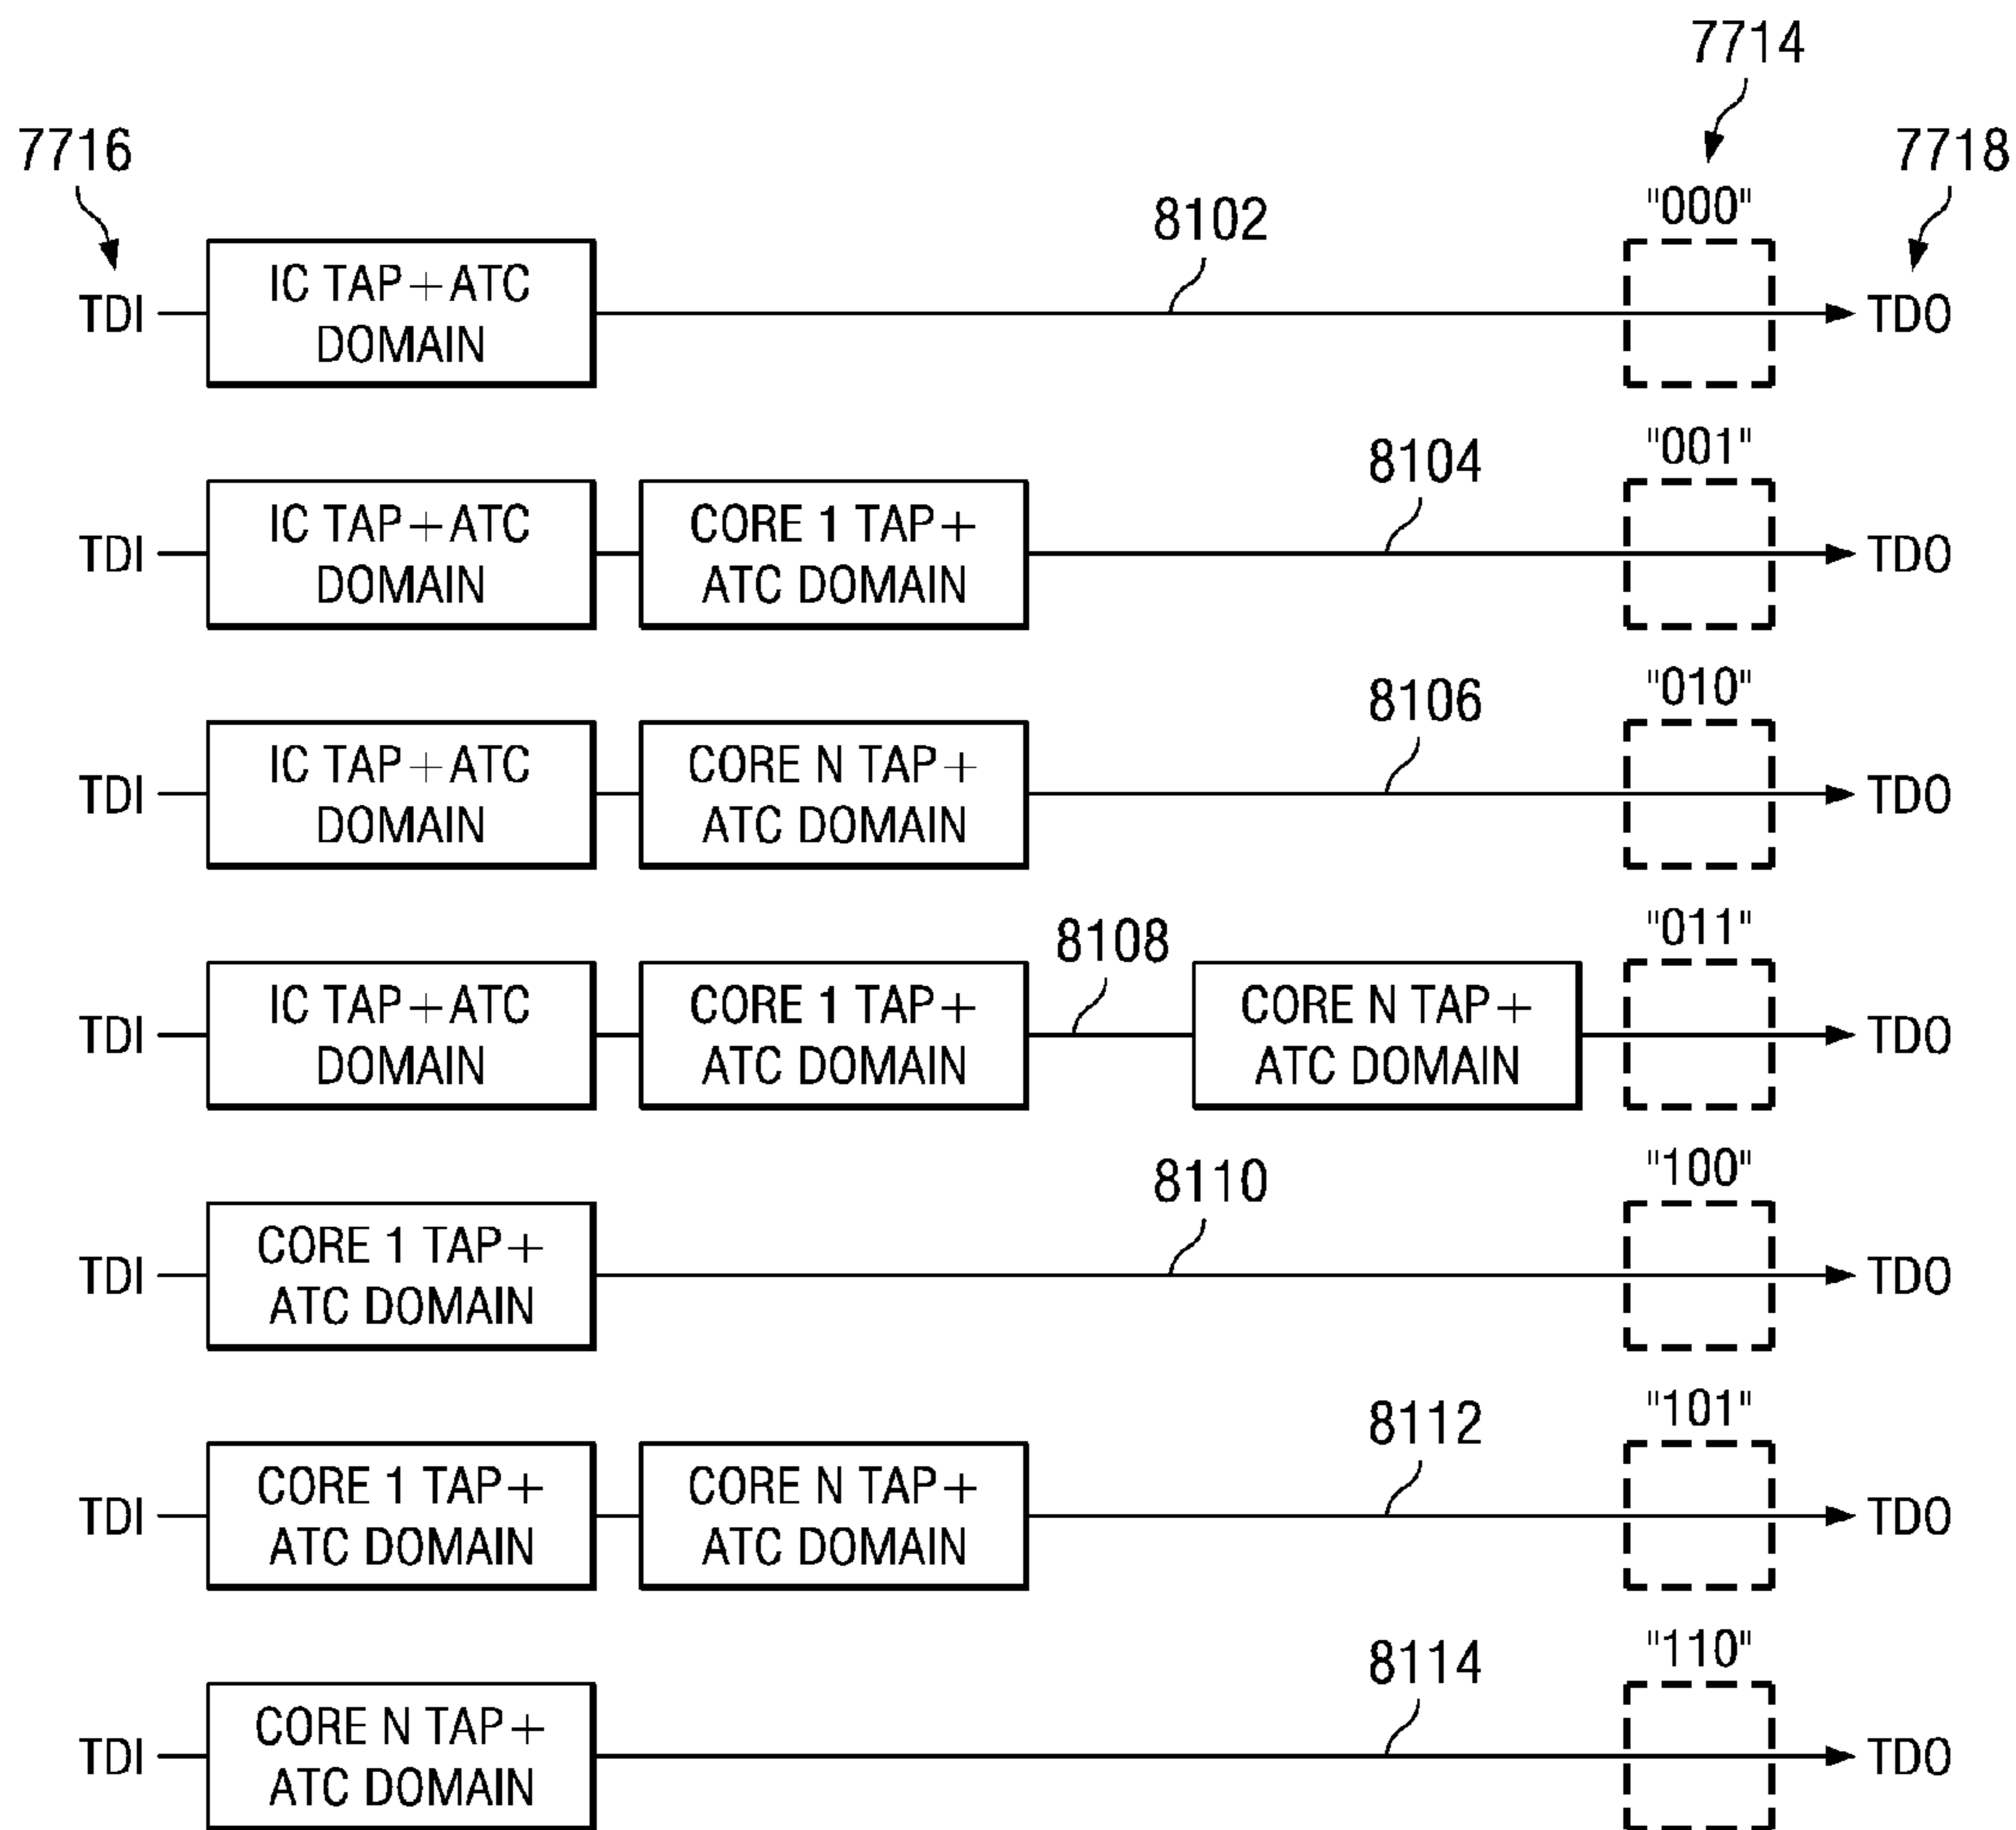 7714
7716
7718
"000"
8102
TDI
IC TAP+ATC
DOMAIN
TDO
"001"
8104
TDI
IC TAP+ATC
DOMAIN
CORE 1 TAP+
ATC DOMAIN
TDO
"010"
8106
TDI
IC TAP+ATC
DOMAIN
CORE N TAP+
ATC DOMAIN
TDO
"011"
8108
TDI
IC TAP+ATC
DOMAIN
CORE 1 TAP+
ATC DOMAIN
CORE N TAP+
ATC DOMAIN
TDO
"100"
8110
TDI
CORE 1 TAP+
ATC DOMAIN
TDO
"101"
8112
TDI
CORE 1 TAP+
ATC DOMAIN
CORE N TAP+
ATC DOMAIN
TDO
"110"
8114
TDI
CORE N TAP+
ATC DOMAIN
TDO